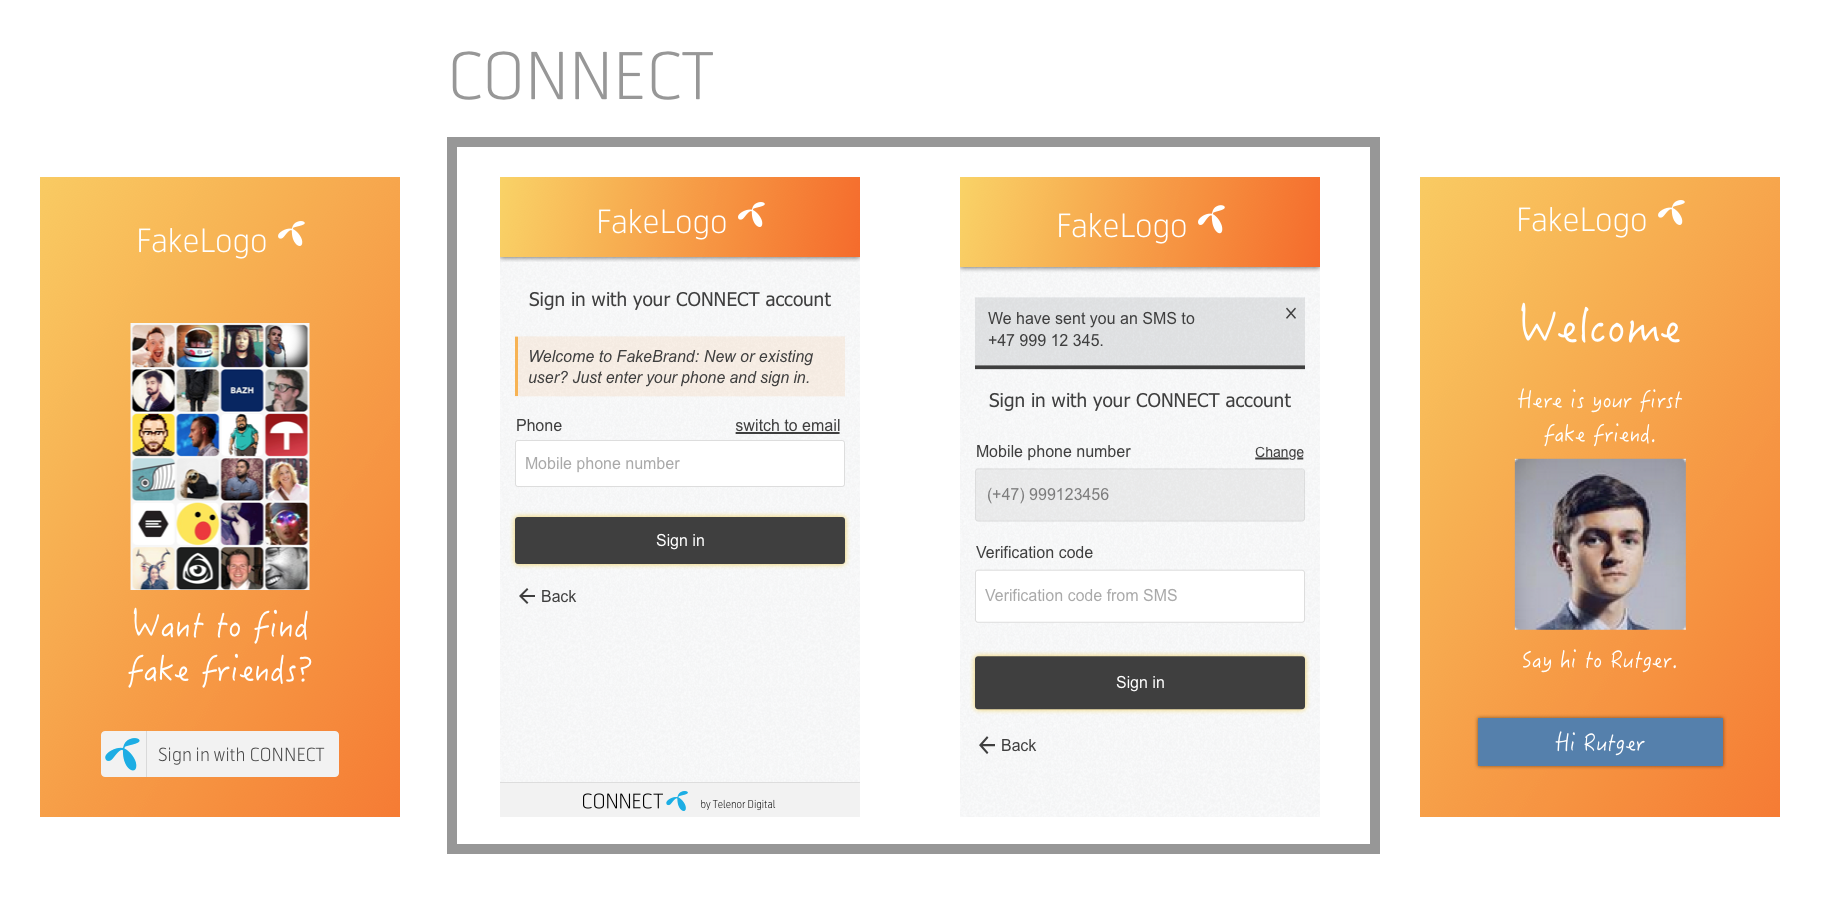 CONNECT
FakeLogo
BAZH
Want to find
fake friends?
Sign in with CONNECT
FakeLogo
Sign in with your CONNECT account
Welcome to FakeBrand: New or existing
user? Just enter your phone and sign in.
Phone switch to email
Mobile phone number
Sign in
Back
CONNECT by Telenor Digital
FakeLogo
We have sent you an SMS to
+47 999 12 345.
Sign in with your CONNECT account
Mobile phone number Change
(+47) 999123456
Verification code
Verification code from SMS
Sign in
Back
FakeLogo
Welcome
Here is your first
fake friend.
Say hi to Rutger.
Hi Rutger